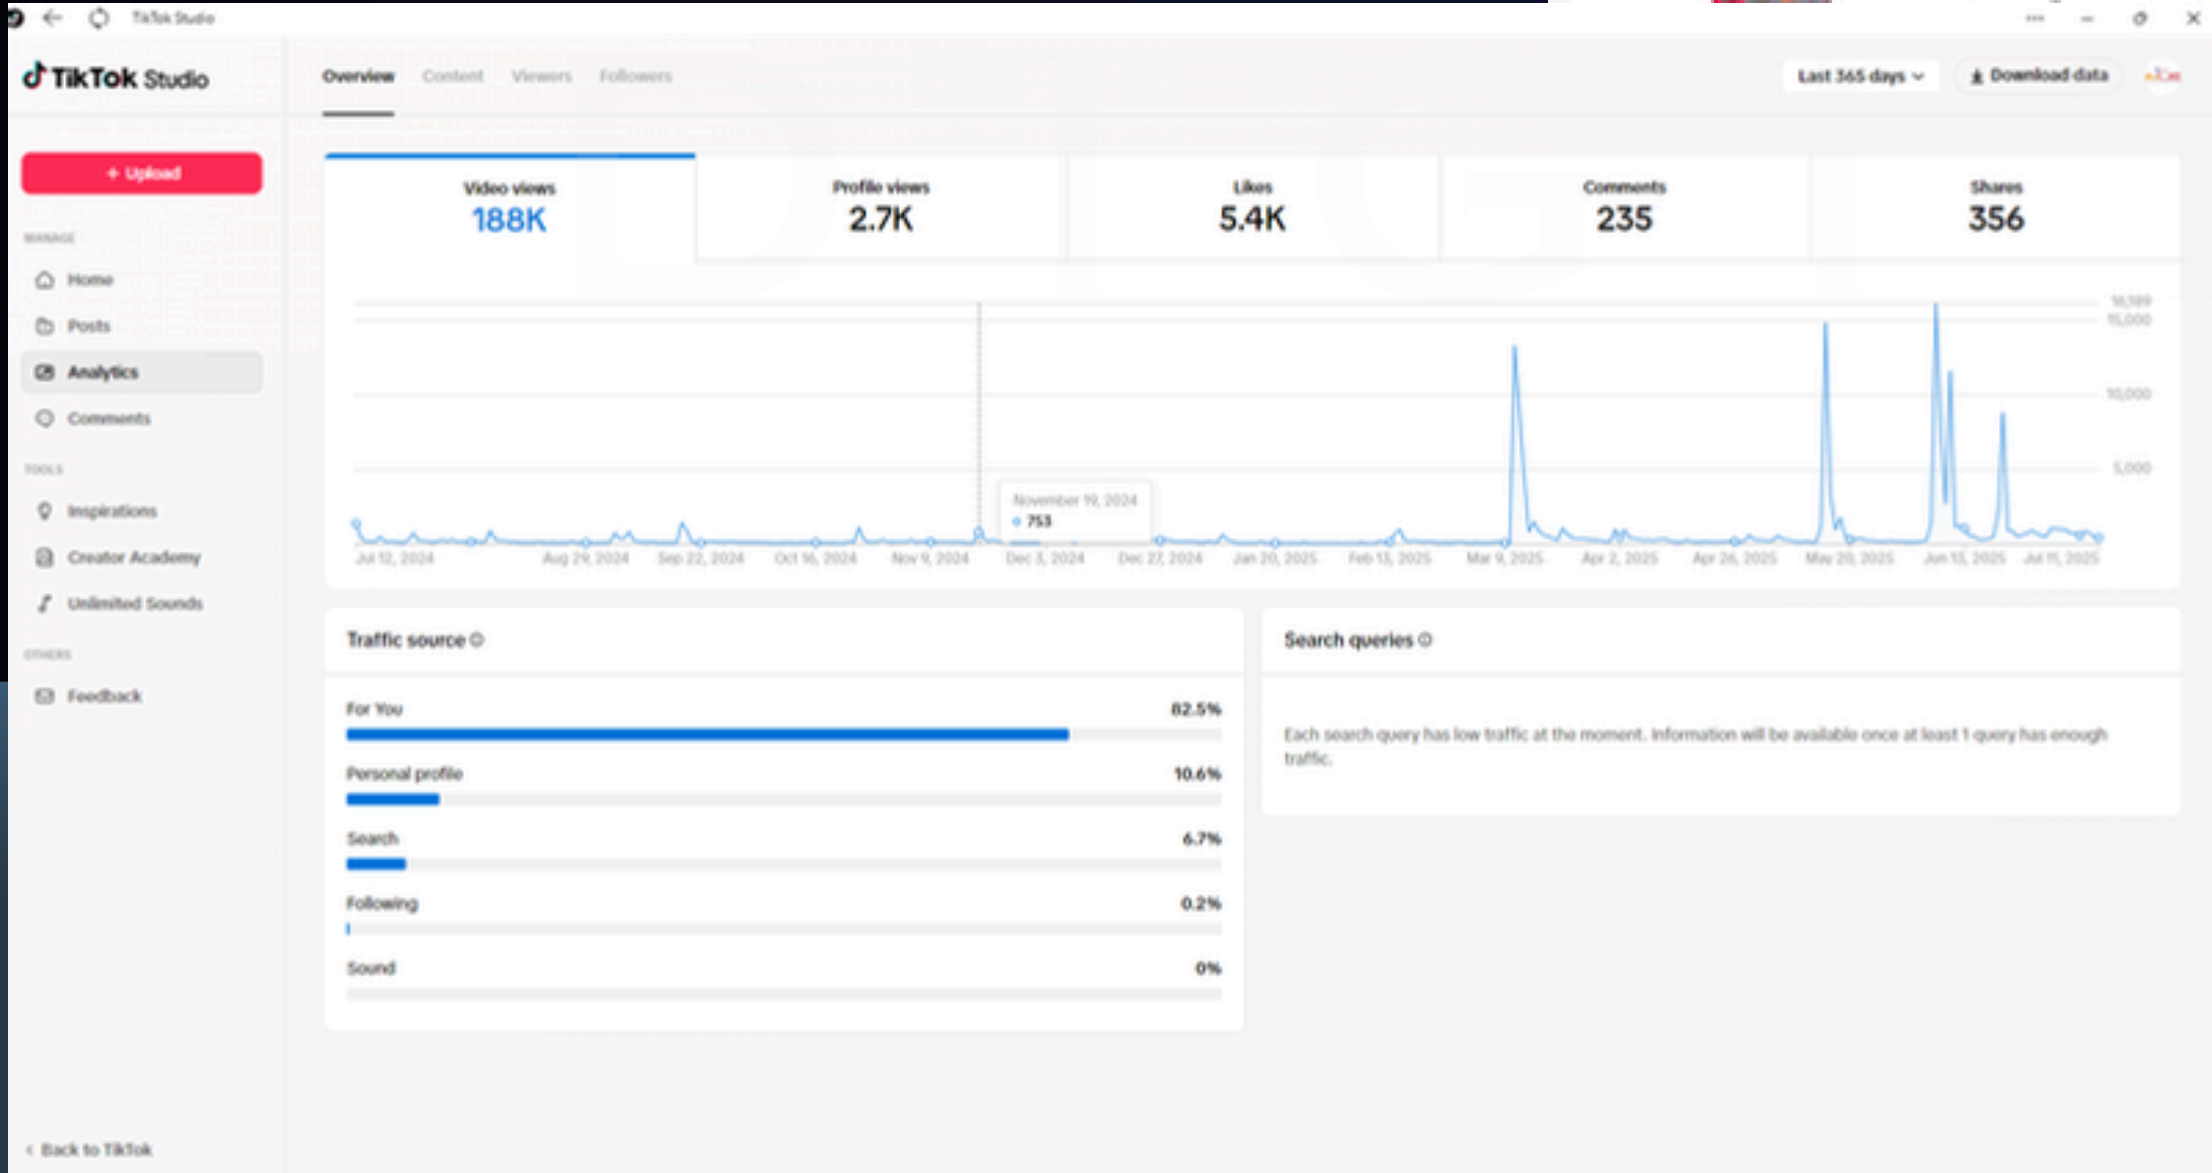 TikTok Studio
TikTok Studio
Overview Content Viewers Followers
Last 365 days
Download data
+ Upload
MANAGE
Home
Posts
Analytics
Comments
TOOLS
Inspirations
Creator Academy
Unlimited Sounds
OTHERS
Feedback
< Back to TikTok
Video views
188K
Profile views
2.7K
Likes
5.4K
Comments
235
Shares
356
16,189
15,000
10,000
5,000
November 19, 2024
753
Jul 12, 2024 Aug 29, 2024 Sep 22, 2024 Oct 16, 2024 Nov 9, 2024 Dec 3, 2024 Dec 27, 2024 Jan 20, 2025 Feb 13, 2025 Mar 9, 2025 Apr 2, 2025 Apr 26, 2025 May 20, 2025 Jun 13, 2025 Jul 11, 2025
Traffic source
For You 82.5%
Personal profile 10.6%
Search 6.7%
Following 0.2%
Sound 0%
Search queries
Each search query has low traffic at the moment. Information will be available once at least 1 query has enough
traffic.